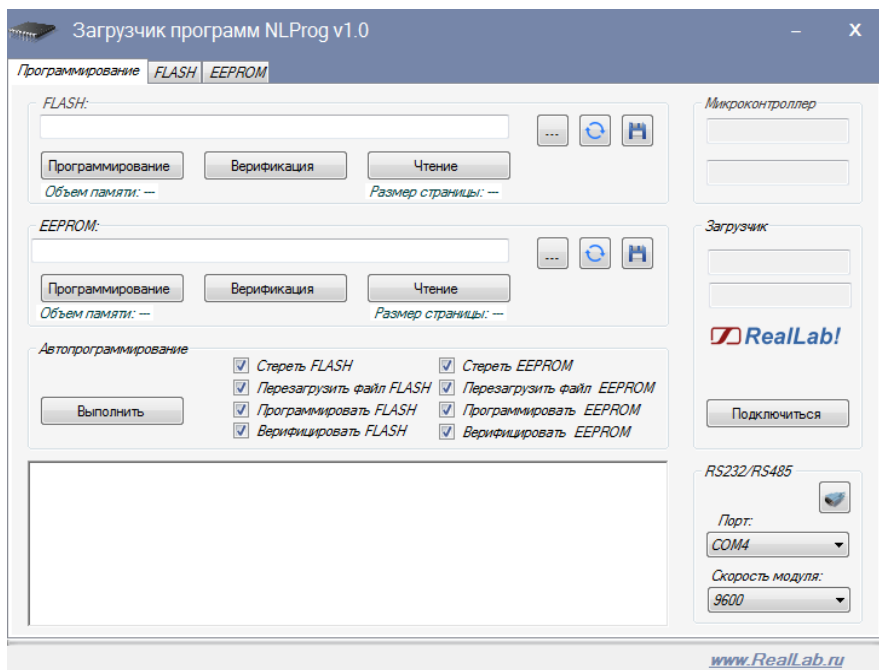 Загрузчик программ NLProg v1.0
Программирование FLASH EEPROM
FLASH:
...
Программирование Верификация Чтение
Объем памяти: --- Размер страницы: ---
EEPROM:
...
Программирование Верификация Чтение
Объем памяти: --- Размер страницы: ---
Автопрограммирование
Выполнить
Стереть FLASH Стереть EEPROM
Перезагрузить файл FLASH Перезагрузить файл EEPROM
Программировать FLASH Программировать EEPROM
Верифицировать FLASH Верифицировать EEPROM
Микроконтроллер
Загрузчик
RealLab!
Подключиться
RS232/RS485
Порт:
COM4
Скорость модуля:
9600
www.RealLab.ru